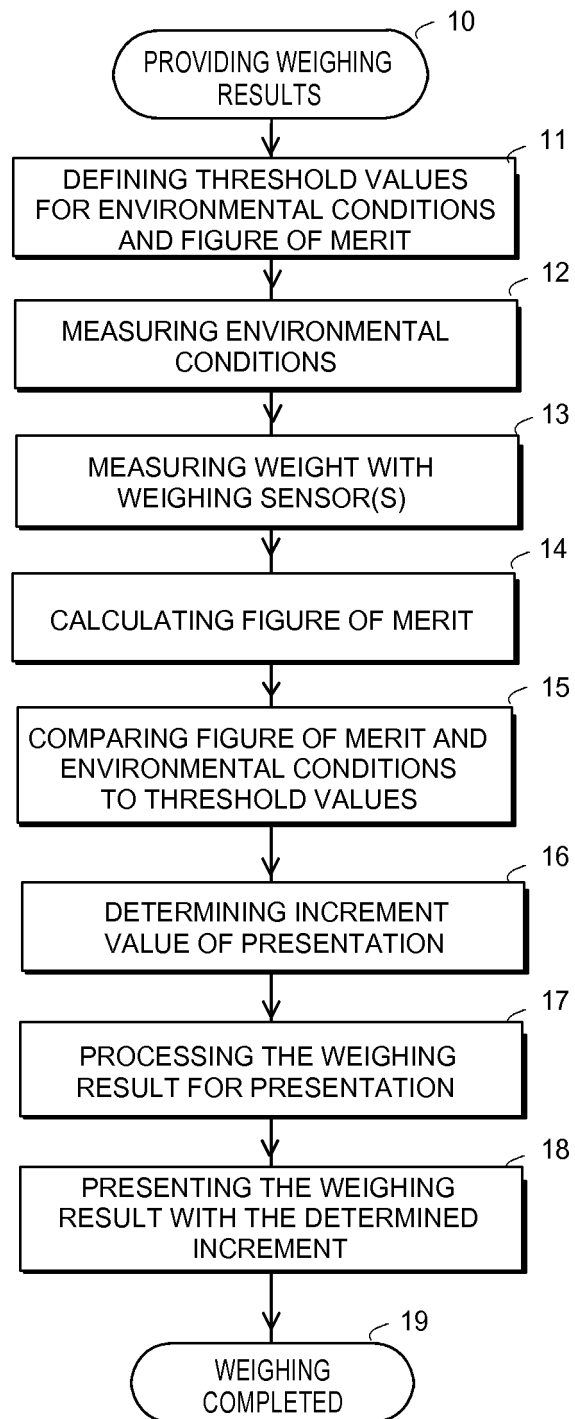 10
PROVIDING WEIGHING
RESULTS
11
DEFINING THRESHOLD VALUES
FOR ENVIRONMENTAL CONDITIONS
AND FIGURE OF MERIT
12
MEASURING ENVIRONMENTAL
CONDITIONS
13
MEASURING WEIGHT WITH
WEIGHING SENSOR(S)
14
CALCULATING FIGURE OF MERIT
15
COMPARING FIGURE OF MERIT AND
ENVIRONMENTAL CONDITIONS
TO THRESHOLD VALUES
16
DETERMINING INCREMENT
VALUE OF PRESENTATION
17
PROCESSING THE WEIGHING
RESULT FOR PRESENTATION
18
PRESENTING THE WEIGHING
RESULT WITH THE DETERMINED
INCREMENT
19
WEIGHING
COMPLETED